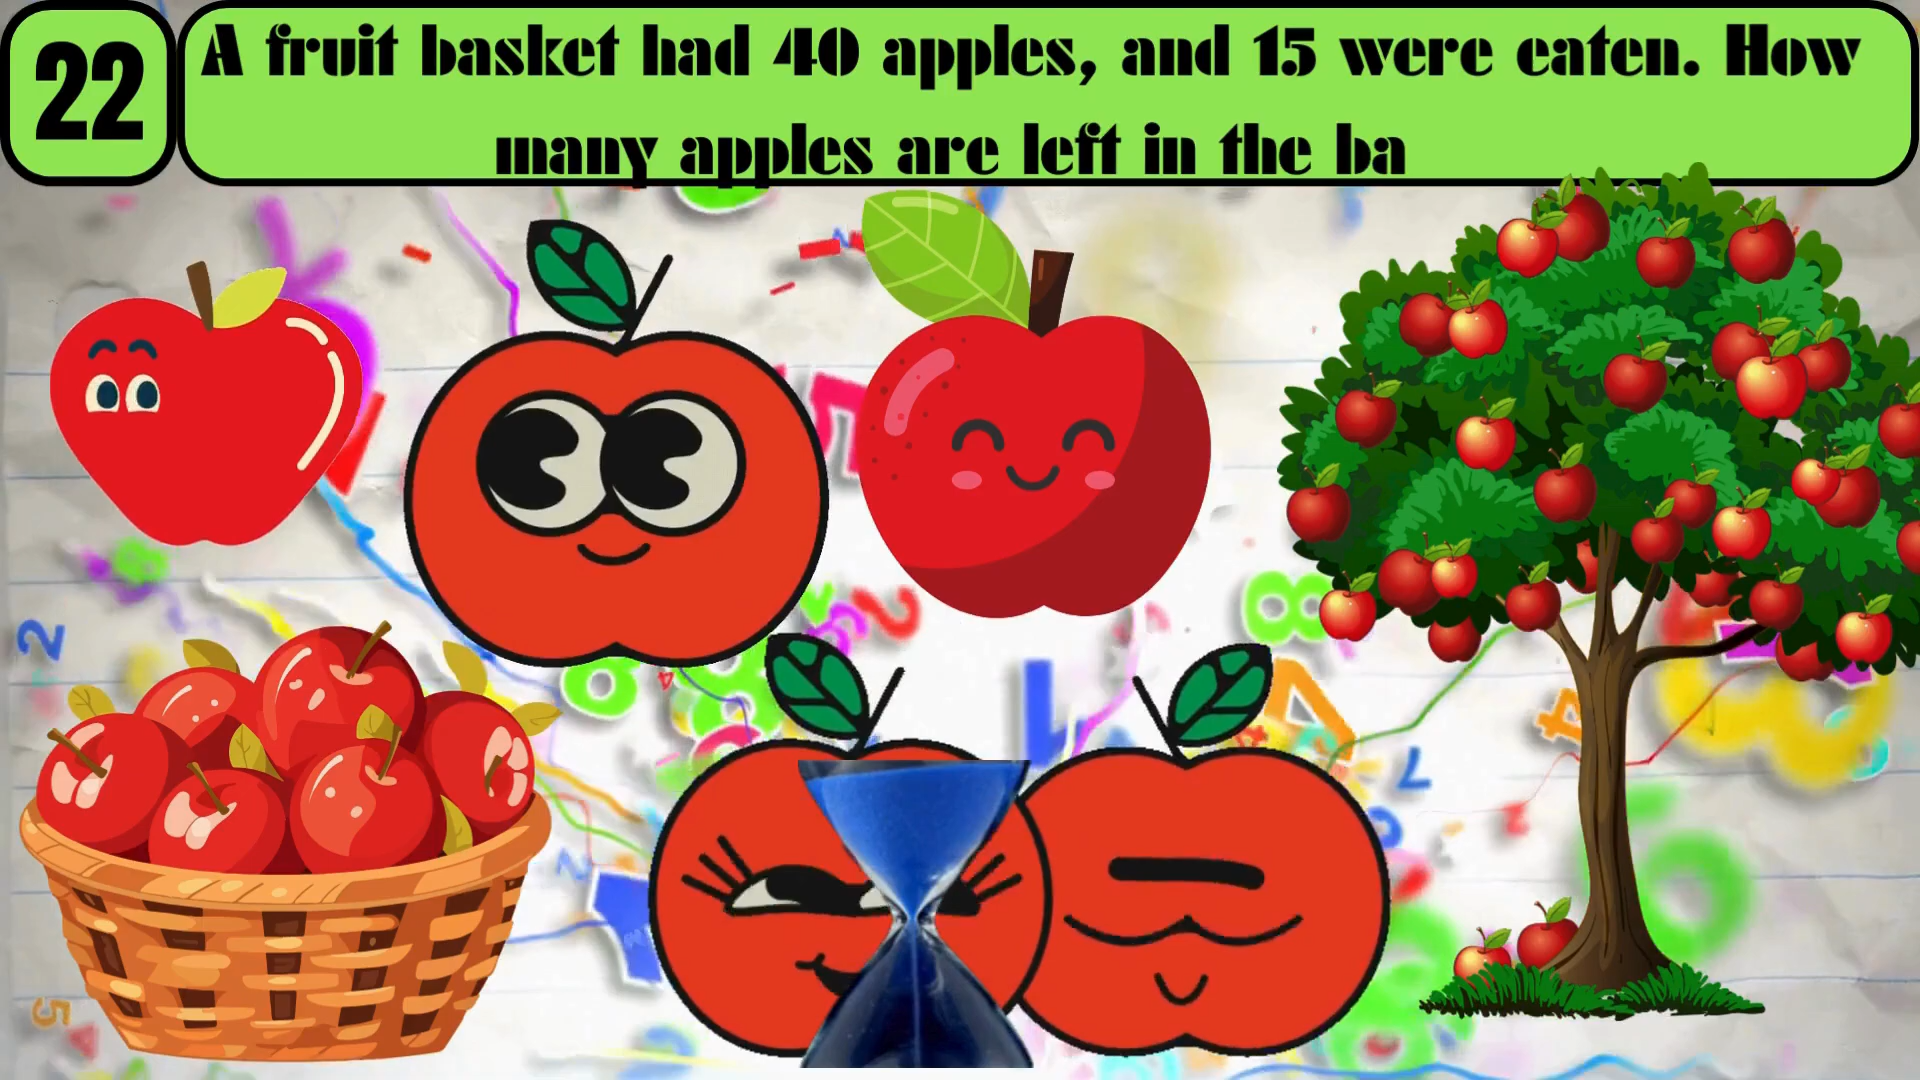 22
A fruit basket had 40 apples, and 15 were eaten. How
many apples are left in the ba